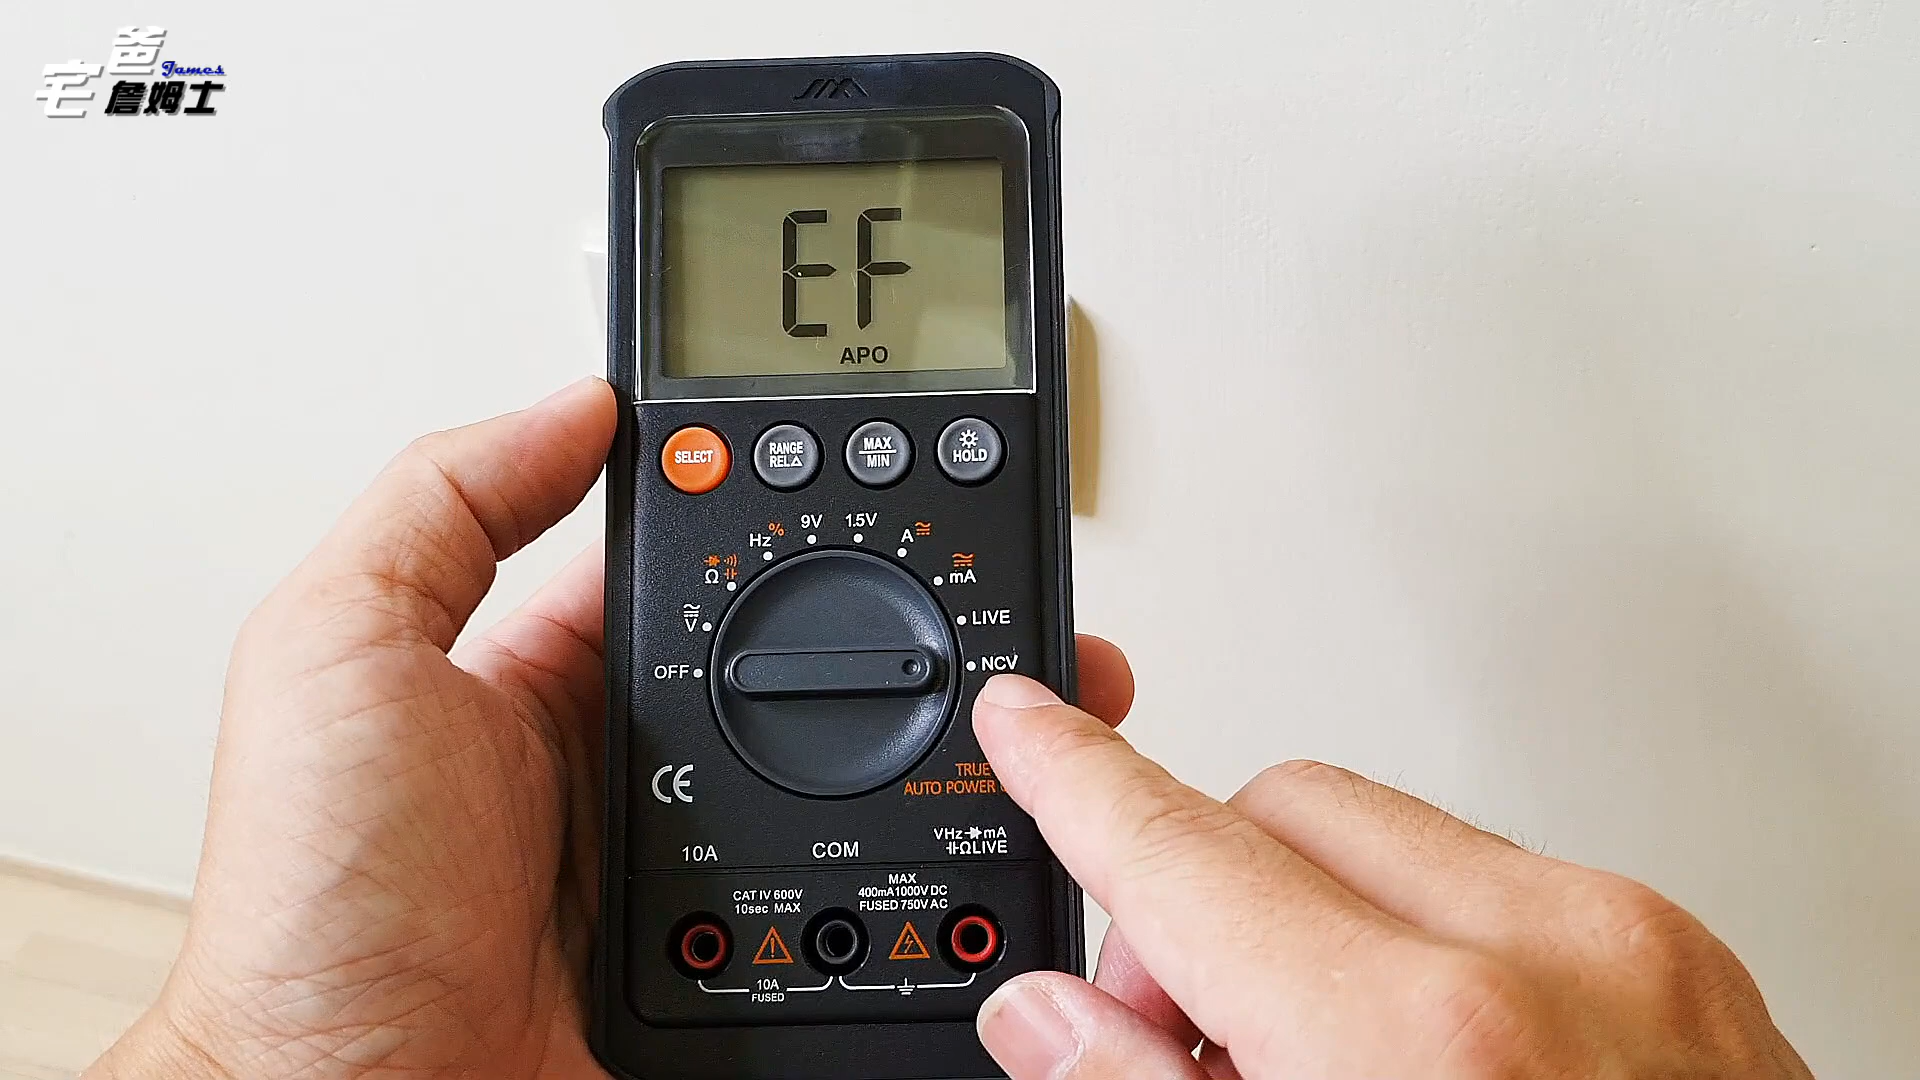 宅爸 James
詹姆士
EF
APO
SELECT
RANGE
REL△
MAX
MIN
HOLD
9V
1.5V
Hz %
A
Ω
mA
V
LIVE
OFF
NCV
CE
TRUE
AUTO POWER
VHz mA
ΩLIVE
10A
COM
CAT IV 600V
10sec MAX
MAX
400mA 1000V DC
FUSED 750V AC
10A
FUSED